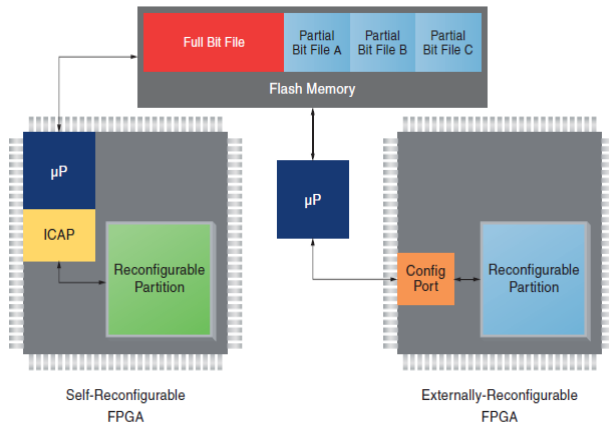 Full Bit File
Partial
Bit File A
Partial
Bit File B
Partial
Bit File C
Flash Memory
µP
ICAP
Reconfigurable
Partition
µP
Config
Port
Reconfigurable
Partition
Self-Reconfigurable
FPGA
Externally-Reconfigurable
FPGA